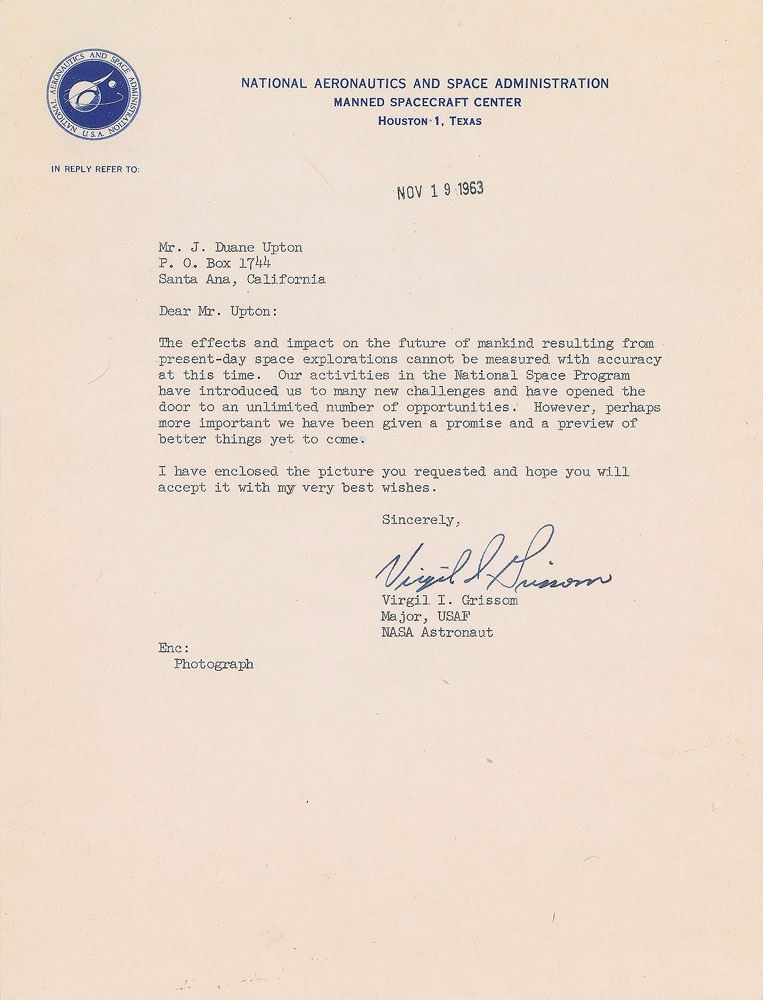 NATIONAL AERONAUTICS AND SPACE ADMINISTRATION
U.S.A.
NATIONAL AERONAUTICS AND SPACE ADMINISTRATION
MANNED SPACECRAFT CENTER
HOUSTON 1, TEXAS
IN REPLY REFER TO:
NOV 19 1963
Mr. J. Duane Upton
P. O. Box 1744
Santa Ana, California
Dear Mr. Upton:
The effects and impact on the future of mankind resulting from
present-day space explorations cannot be measured with accuracy
at this time. Our activities in the National Space Program
have introduced us to many new challenges and have opened the
door to an unlimited number of opportunities. However, perhaps
more important we have been given a promise and a preview of
better things yet to come.
I have enclosed the picture you requested and hope you will
accept it with my very best wishes.
Sincerely,
Virgil I. Grissom
Virgil I. Grissom
Major, USAF
NASA Astronaut
Enc:
Photograph